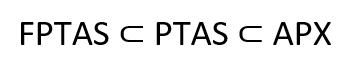 FPTAS ⊂ PTAS ⊂ APX